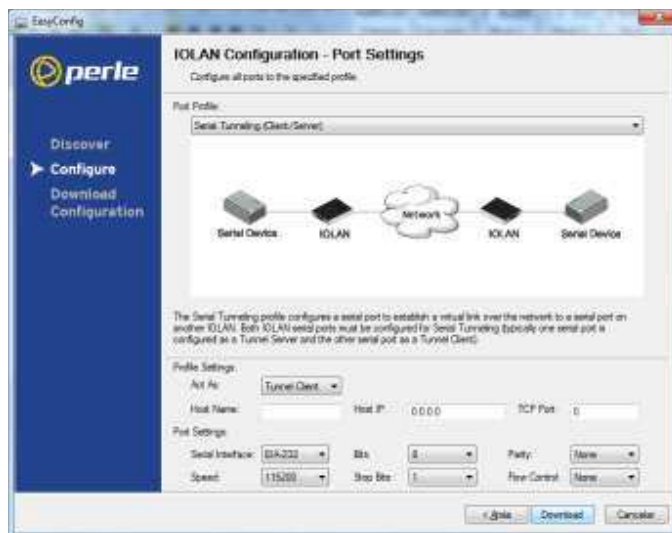 EasyConfig
perle
IOLAN Configuration - Port Settings
Configure all ports to the specified profile.
Discover
Configure
Download
Configuration
Port Profile:
Serial Tunneling (Client/Server)
Serial Device
IOLAN
Network
IOLAN
Serial Device
The Serial Tunneling profile configures a serial port to establish a virtual link over the network to a serial port on
another IOLAN. Both IOLAN serial ports must be configured for Serial Tunneling (typically one serial port is
configured as a Tunnel Server and the other serial port as a Tunnel Client).
Profile Settings:
Act As: Tunnel Client
Host Name: Host IP: 0.0.0.0 TCP Port: 0
Port Settings:
Serial Interface: EIA-232 Bits: 8 Parity: None
Speed: 115200 Stop Bits: 1 Flow Control: None
< Atrás Download Cancelar